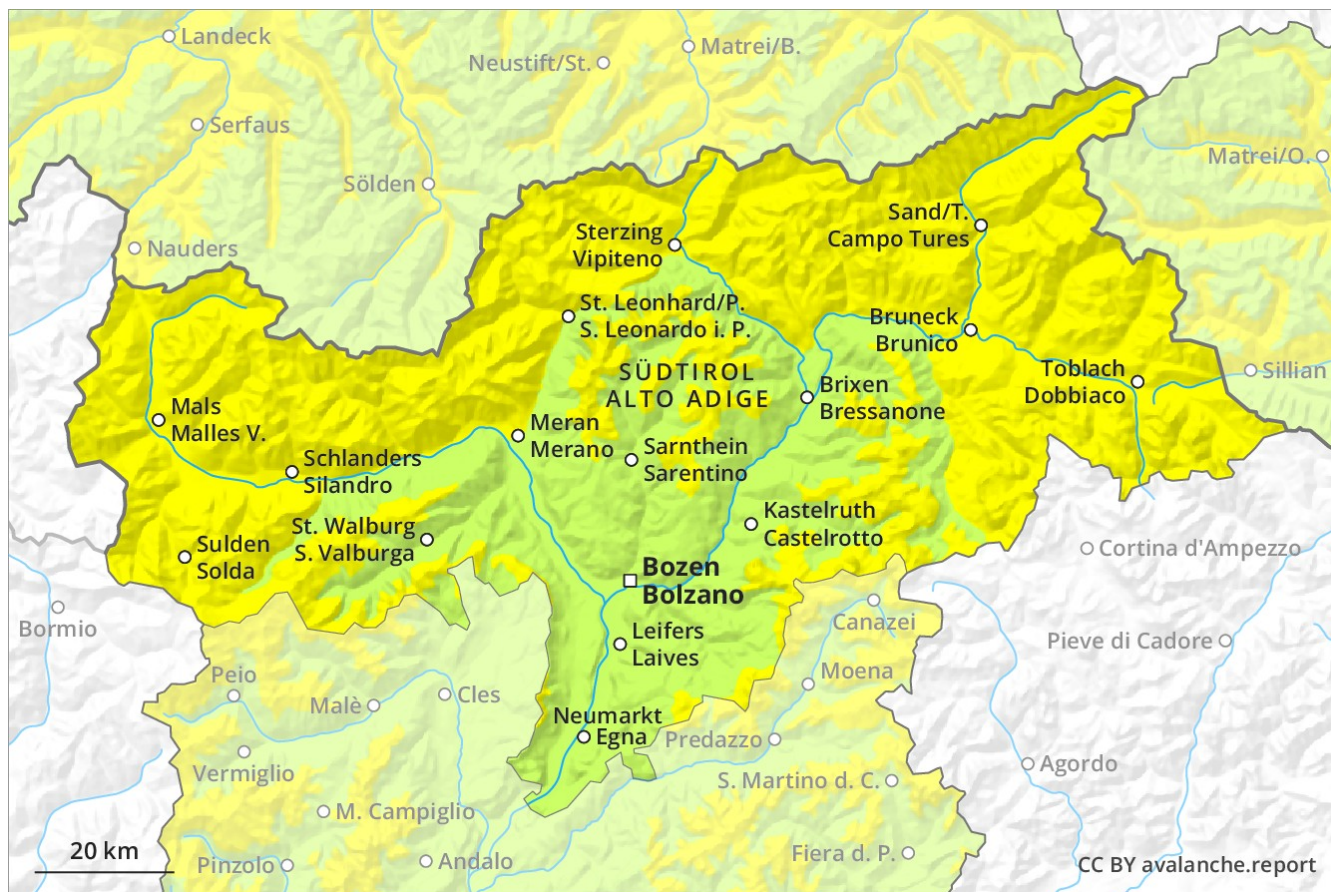 Landeck
Matrei/B.
Neustift/St.
Serfaus
Matrei/O.
Sölden
Nauders
Sand/T.
Campo Tures
Sterzing
Vipiteno
St. Leonhard/P.
S. Leonardo i. P.
Bruneck
Brunico
SÜDTIROL
ALTO ADIGE
Toblach
Dobbiaco
Sillian
Brixen
Bressanone
Mals
Malles V.
Meran
Merano
Sarnthein
Sarentino
Schlanders
Silandro
Kastelruth
Castelrotto
St. Walburg
S. Valburga
Sulden
Solda
Cortina d'Ampezzo
Bozen
Bolzano
Bormio
Canazei
Leifers
Laives
Pieve di Cadore
Peio
Moena
Malè
Cles
Neumarkt
Egna
Predazzo
Vermiglio
Agordo
S. Martino d. C.
M. Campiglio
20 km
Pinzolo
Andalo
Fiera d. P.
CC BY avalanche.report